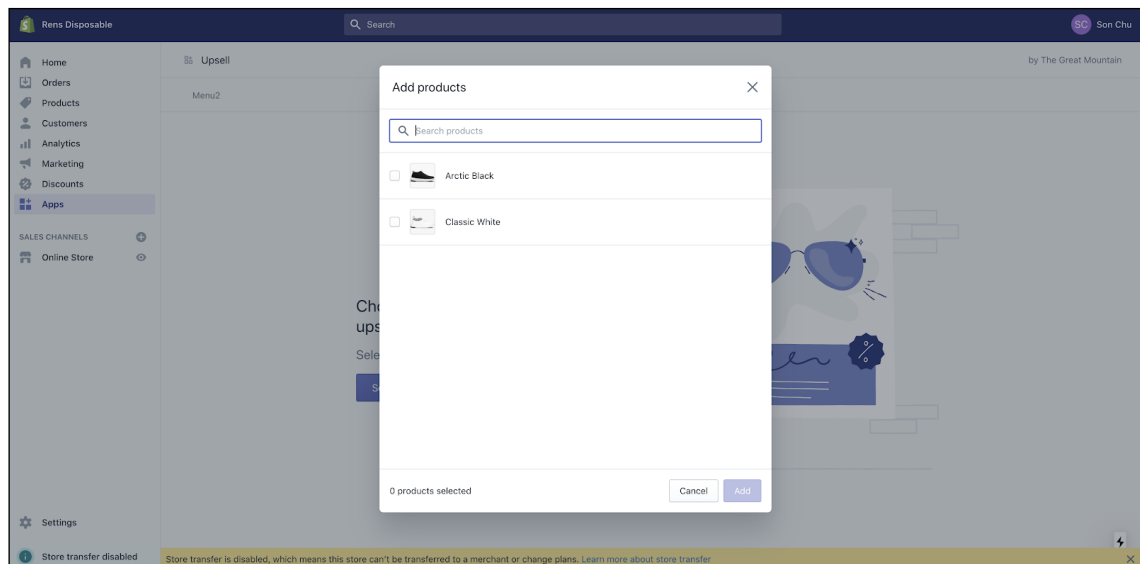 Rens Disposable
Search
SC
Son Chu
Home
Orders
Products
Customers
Analytics
Marketing
Discounts
Apps
SALES CHANNELS
Online Store
Settings
Store transfer disabled
Upsell
by The Great Mountain
Menu2
Cho
ups
Sele
S
Add products
Search products
Arctic Black
Classic White
0 products selected
Cancel
Add
Store transfer is disabled, which means this store can't be transferred to a merchant or change plans. Learn more about store transfer